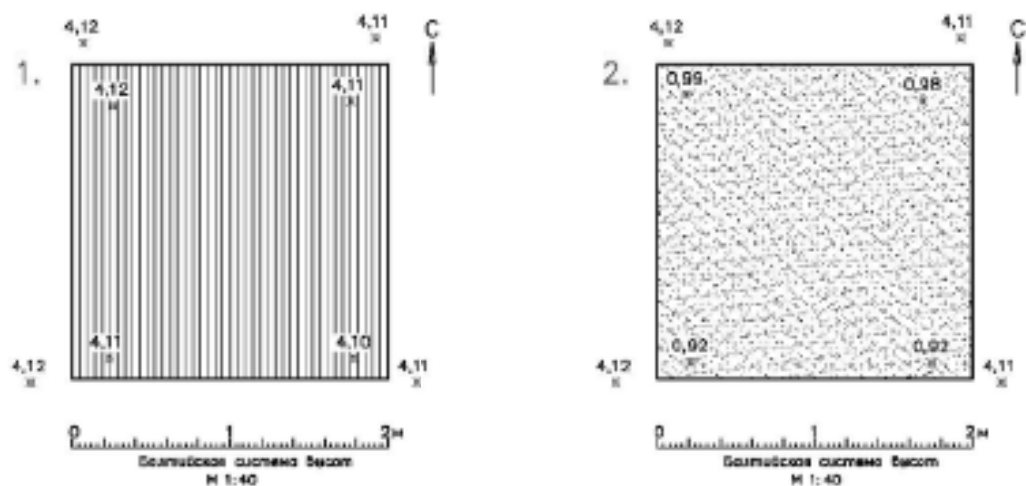 4,12 4,11 С
1.
4,12 4,11
4,11 4,10
4,12 4,11
0 1 2м
Балтийская система высот
М 1:40
4,12 4,11 С
2.
0,99 0,98
0,92 0,92
4,12 4,11
0 1 2м
Балтийская система высот
М 1:40